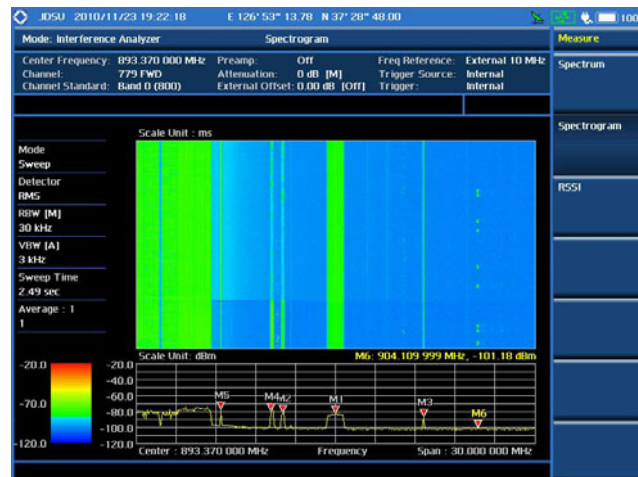 JDSU 2010/11/23 19:22:18 E 126° 53" 13.78 N 37° 28" 48.00 100
Mode: Interference Analyzer Spectrogram Measure
Center Frequency: 893.370 000 MHz Preamp: Off Freq Reference: External 10 MHz
Channel: 779 FWD Attenuation: 0 dB [M] Trigger Source: Internal
Channel Standard: Band 0 (800) External Offset: 0.00 dB [Off] Trigger: Internal
Spectrum
Spectrogram
RSSI
Scale Unit : ms
Mode
Sweep
Detector
RMS
RBW [M]
30 kHz
VBW [A]
3 kHz
Sweep Time
2.49 sec
Average : 1
1
Scale Unit: dBm M6: 904.109 999 MHz, -101.18 dBm
-20.0
-70.0
-120.0
-20.0
-40.0
-60.0
-80.0
-100.0
-120.0
M5 M4 M2 M1 M3 M6
Center : 893.370 000 MHz Frequency Span : 30.000 000 MHz